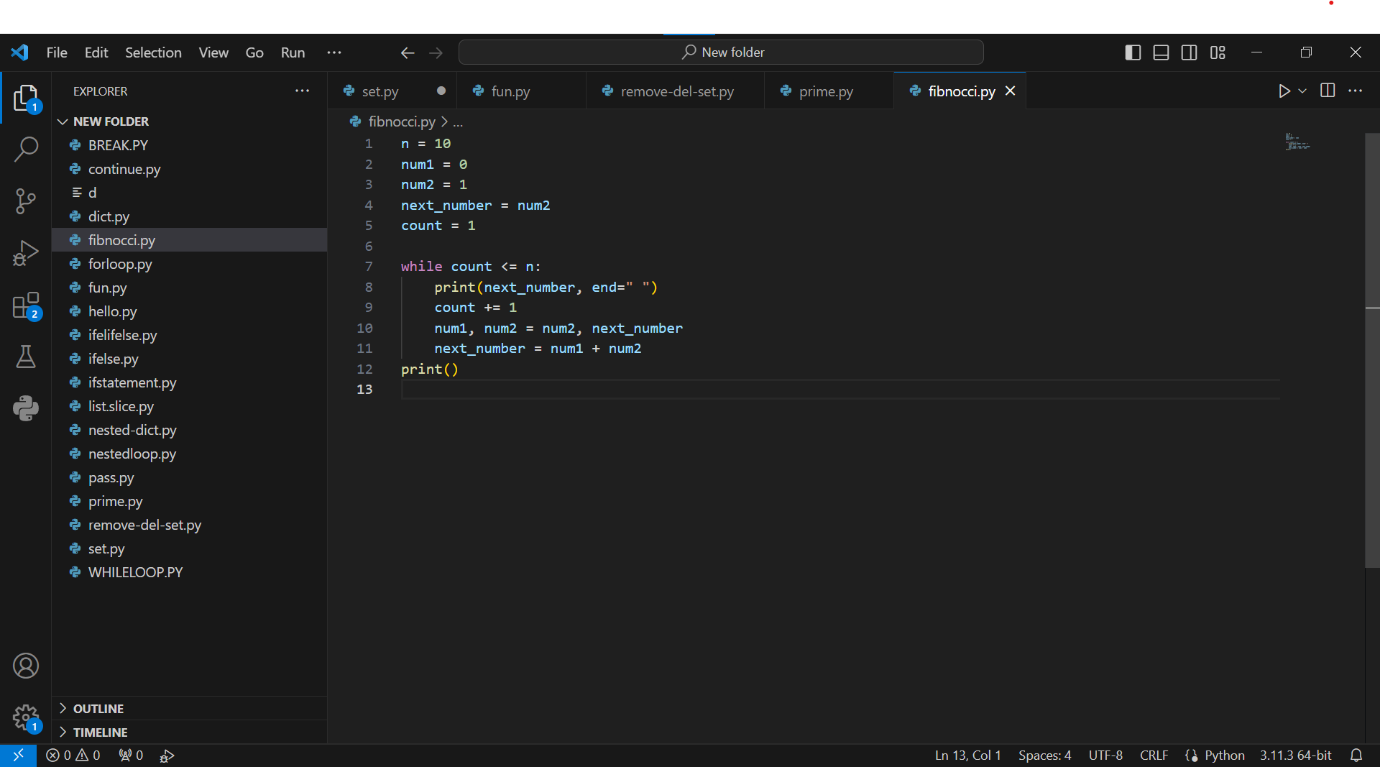 File Edit Selection View Go Run ··· New folder
EXPLORER ···
NEW FOLDER
BREAK.PY
continue.py
d
dict.py
fibnocci.py
forloop.py
fun.py
hello.py
ifelifelse.py
ifelse.py
ifstatement.py
list.slice.py
nested-dict.py
nestedloop.py
pass.py
prime.py
remove-del-set.py
set.py
WHILELOOP.PY
OUTLINE
TIMELINE
1
2
1
set.py fun.py remove-del-set.py prime.py fibnocci.py
fibnocci.py > ...
1 n = 10
2 num1 = 0
3 num2 = 1
4 next_number = num2
5 count = 1
6
7 while count <= n:
8     print(next_number, end=" ")
9     count += 1
10     num1, num2 = num2, next_number
11     next_number = num1 + num2
12 print()
13
0 0 0 Ln 13, Col 1 Spaces: 4 UTF-8 CRLF Python 3.11.3 64-bit